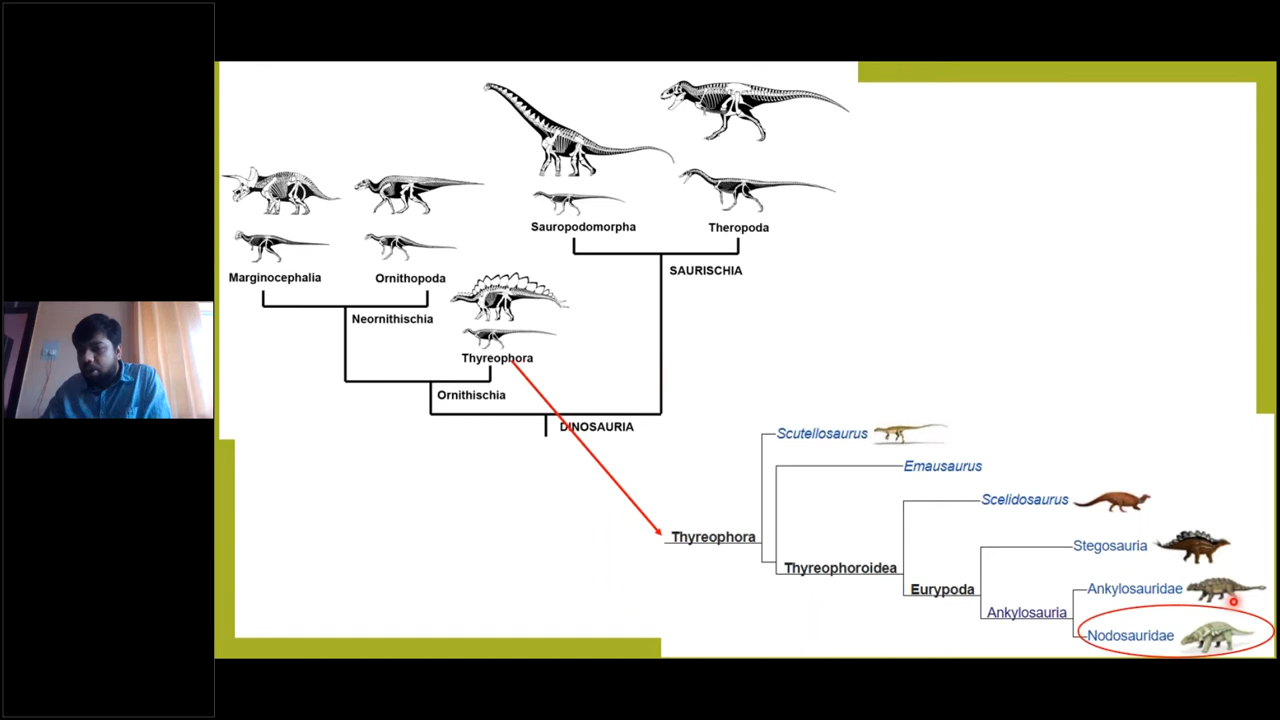 Sauropodomorpha
Theropoda
SAURISCHIA
Marginocephalia
Ornithopoda
Neornithischia
Thyreophora
Ornithischia
DINOSAURIA
Scutellosaurus
Emausaurus
Scelidosaurus
Thyreophora
Stegosauria
Thyreophoroidea
Eurypoda
Ankylosauridae
Ankylosauria
Nodosauridae